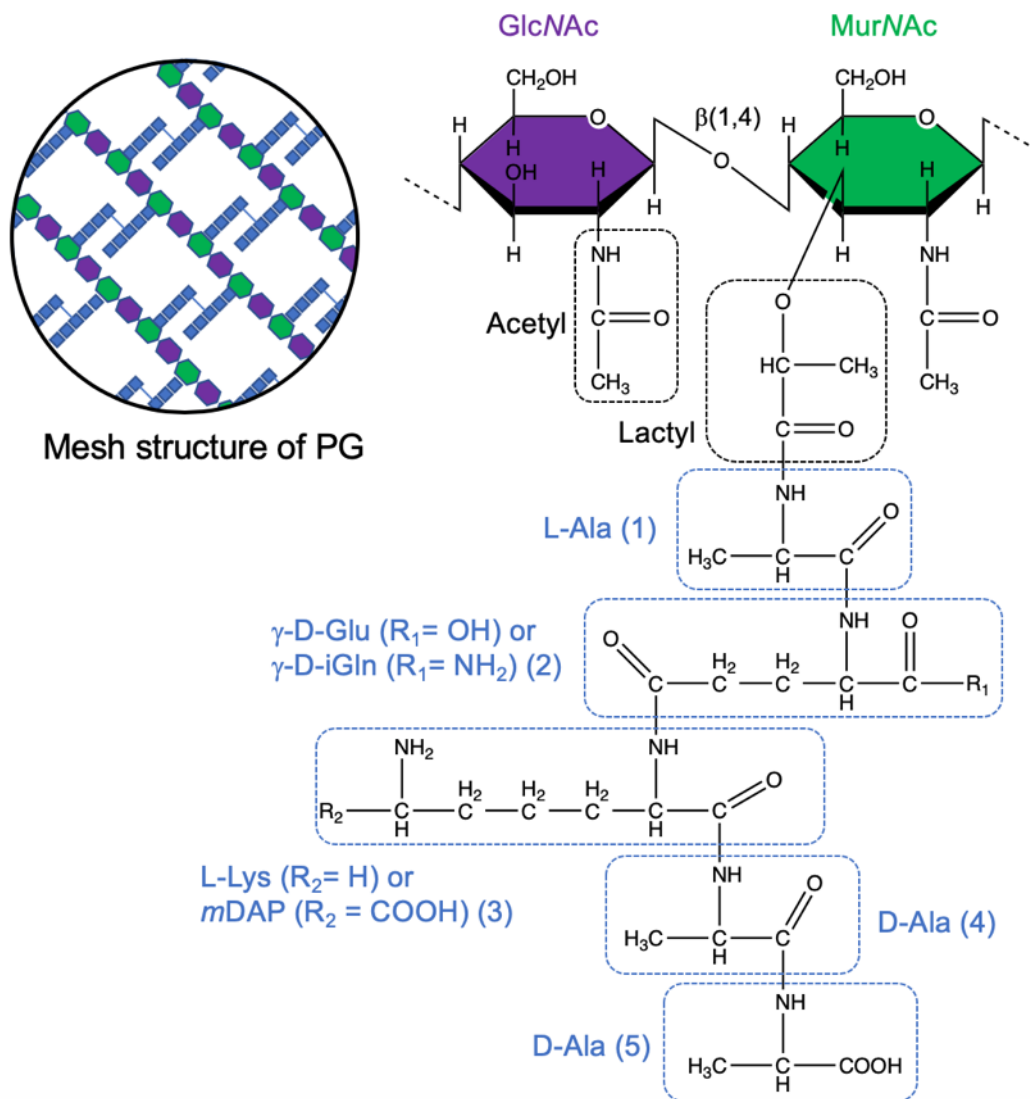 GlcNAc
MurNAc
CH₂OH
CH₂OH
O
β(1,4)
O
H
H
OH
H
H
O
H
H
H
H
H
H
NH
H
NH
O
Acetyl
C
O
CH₃
HC
CH₃
C
O
CH₃
Mesh structure of PG
Lactyl
C
O
NH
L-Ala (1)
O
H₃C
C
H
C
NH
O
γ-D-Glu (R₁= OH) or
γ-D-iGln (R₁= NH₂) (2)
O
C
H₂
C
H₂
C
C
H
C
R₁
NH₂
NH
O
R₂
C
H
H₂
C
H₂
C
H₂
C
C
H
C
L-Lys (R₂= H) or
mDAP (R₂ = COOH) (3)
NH
O
H₃C
C
H
C
D-Ala (4)
NH
D-Ala (5)
H₃C
C
H
COOH